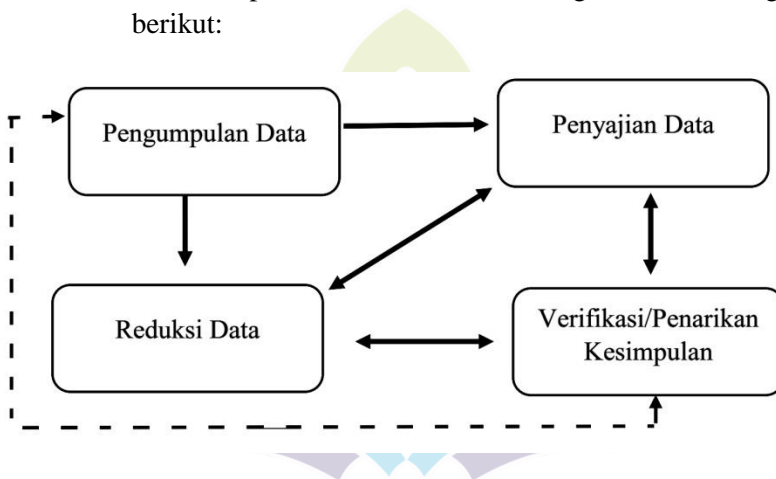 berikut:
Pengumpulan Data
Penyajian Data
Reduksi Data
Verifikasi/Penarikan
Kesimpulan